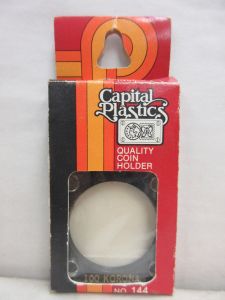 Capital
Plastics
QUALITY
COIN
HOLDER
100 KORONA
NO. 144